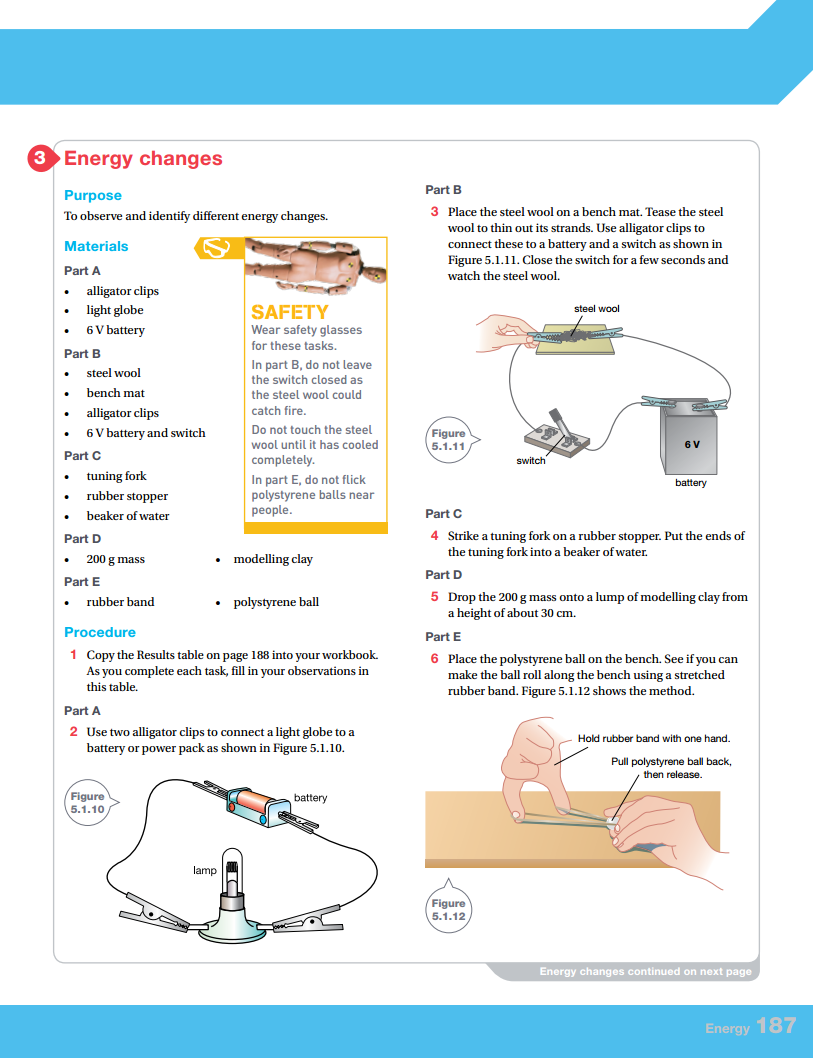 3 Energy changes
Purpose
To observe and identify different energy changes.
Materials
Part A
• alligator clips
• light globe
• 6 V battery
Part B
• steel wool
• bench mat
• alligator clips
• 6 V battery and switch
Part C
• tuning fork
• rubber stopper
• beaker of water
Part D
• 200 g mass • modelling clay
Part E
• rubber band • polystyrene ball
SAFETY
Wear safety glasses
for these tasks.
In part B, do not leave
the switch closed as
the steel wool could
catch fire.
Do not touch the steel
wool until it has cooled
completely.
In part E, do not flick
polystyrene balls near
people.
Procedure
1 Copy the Results table on page 188 into your workbook.
As you complete each task, fill in your observations in
this table.
Part A
2 Use two alligator clips to connect a light globe to a
battery or power pack as shown in Figure 5.1.10.
Figure
5.1.10
battery
lamp
Part B
3 Place the steel wool on a bench mat. Tease the steel
wool to thin out its strands. Use alligator clips to
connect these to a battery and a switch as shown in
Figure 5.1.11. Close the switch for a few seconds and
watch the steel wool.
steel wool
Figure
5.1.11
6 V
switch
battery
Part C
4 Strike a tuning fork on a rubber stopper. Put the ends of
the tuning fork into a beaker of water.
Part D
5 Drop the 200 g mass onto a lump of modelling clay from
a height of about 30 cm.
Part E
6 Place the polystyrene ball on the bench. See if you can
make the ball roll along the bench using a stretched
rubber band. Figure 5.1.12 shows the method.
Hold rubber band with one hand.
Pull polystyrene ball back,
then release.
Figure
5.1.12
Energy changes continued on next page
Energy 187